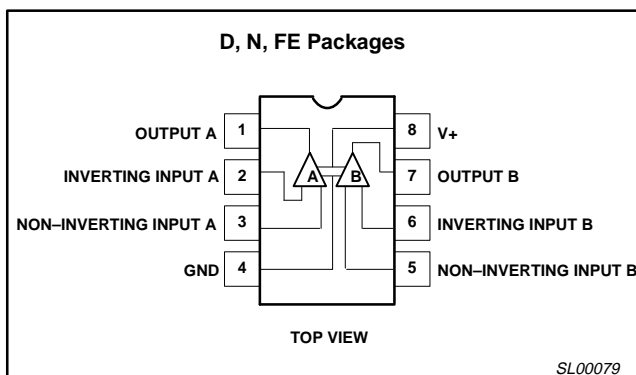 D, N, FE Packages
OUTPUT A 1
8 V+
INVERTING INPUT A 2
7 OUTPUT B
A B
NON–INVERTING INPUT A 3
6 INVERTING INPUT B
GND 4
5 NON–INVERTING INPUT B
TOP VIEW
SL00079